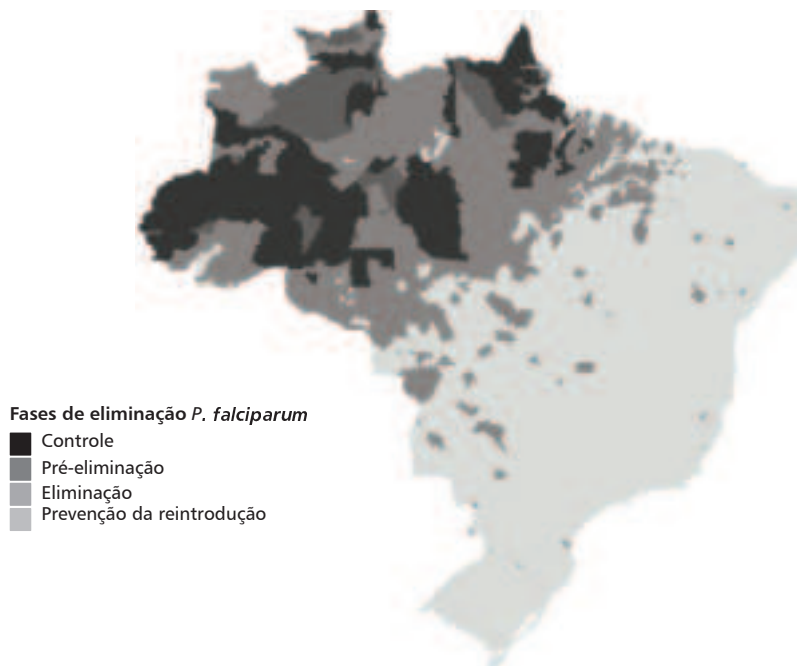 Fases de eliminação P. falciparum
Controle
Pré-eliminação
Eliminação
Prevenção da reintrodução